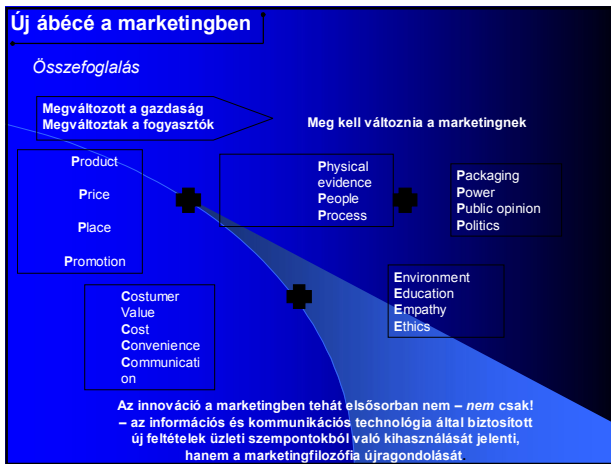 Új ábécé a marketingben
Összefoglalás
Megváltozott a gazdaság
Megváltoztak a fogyasztók
Meg kell változnia a marketingnek
Product
Price
Place
Promotion
Physical
evidence
People
Process
Packaging
Power
Public opinion
Politics
Costumer
Value
Cost
Convenience
Communicati
on
Environment
Education
Empathy
Ethics
Az innováció a marketingben tehát elsősorban nem – nem csak!
– az információs és kommunikációs technológia által biztosított
új feltételek üzleti szempontokból való kihasználását jelenti,
hanem a marketingfilozófia újragondolását.